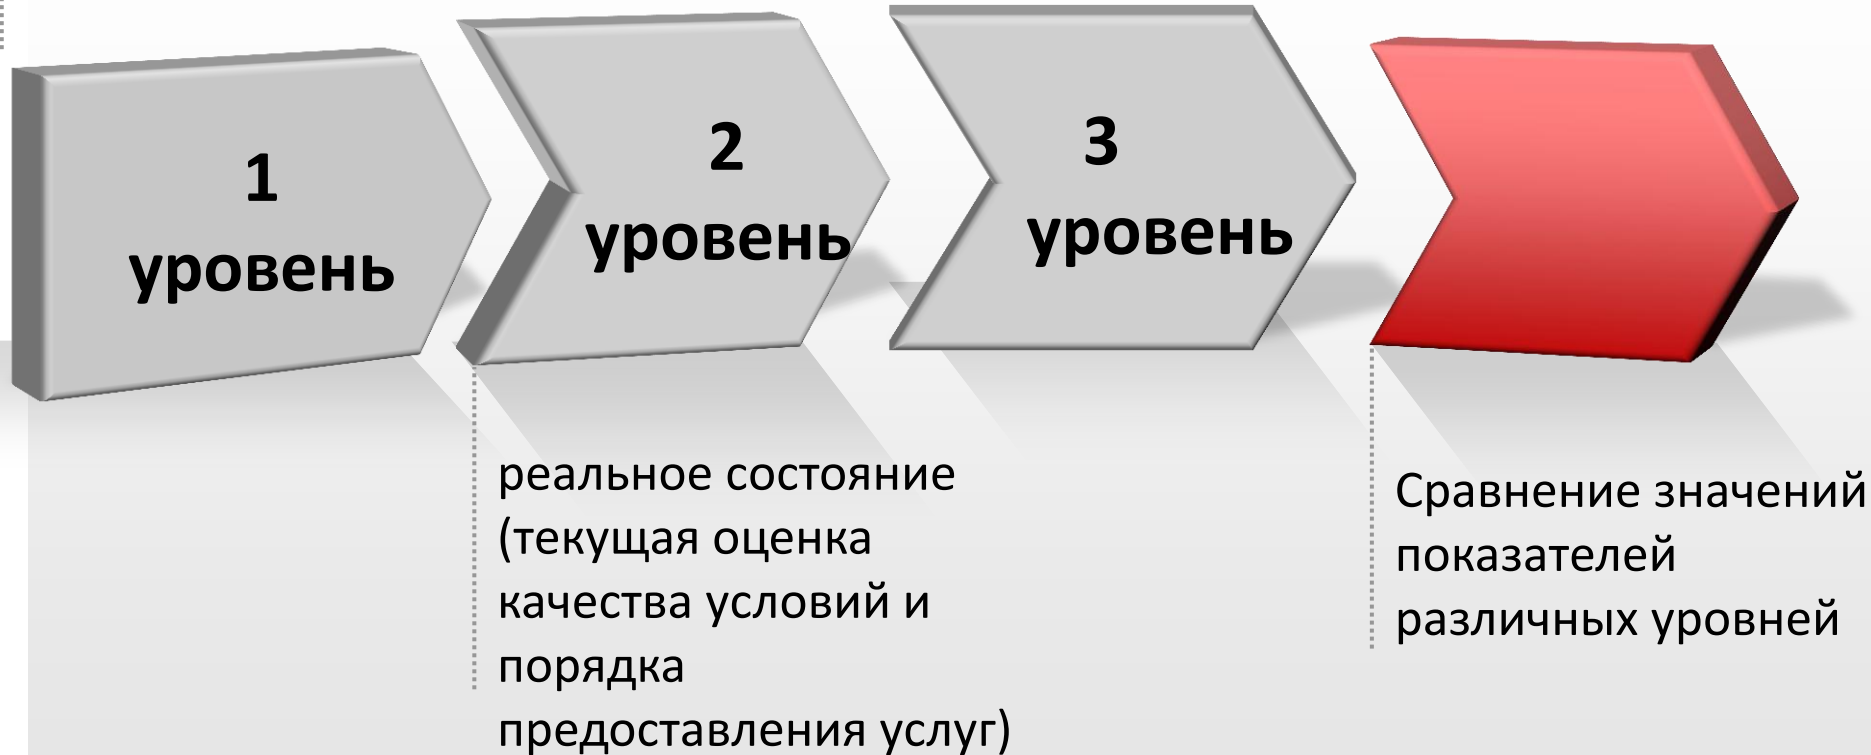 1
уровень
2
уровень
3
уровень
реальное состояние
(текущая оценка
качества условий и
порядка
предоставления услуг)
Сравнение значений
показателей
различных уровней